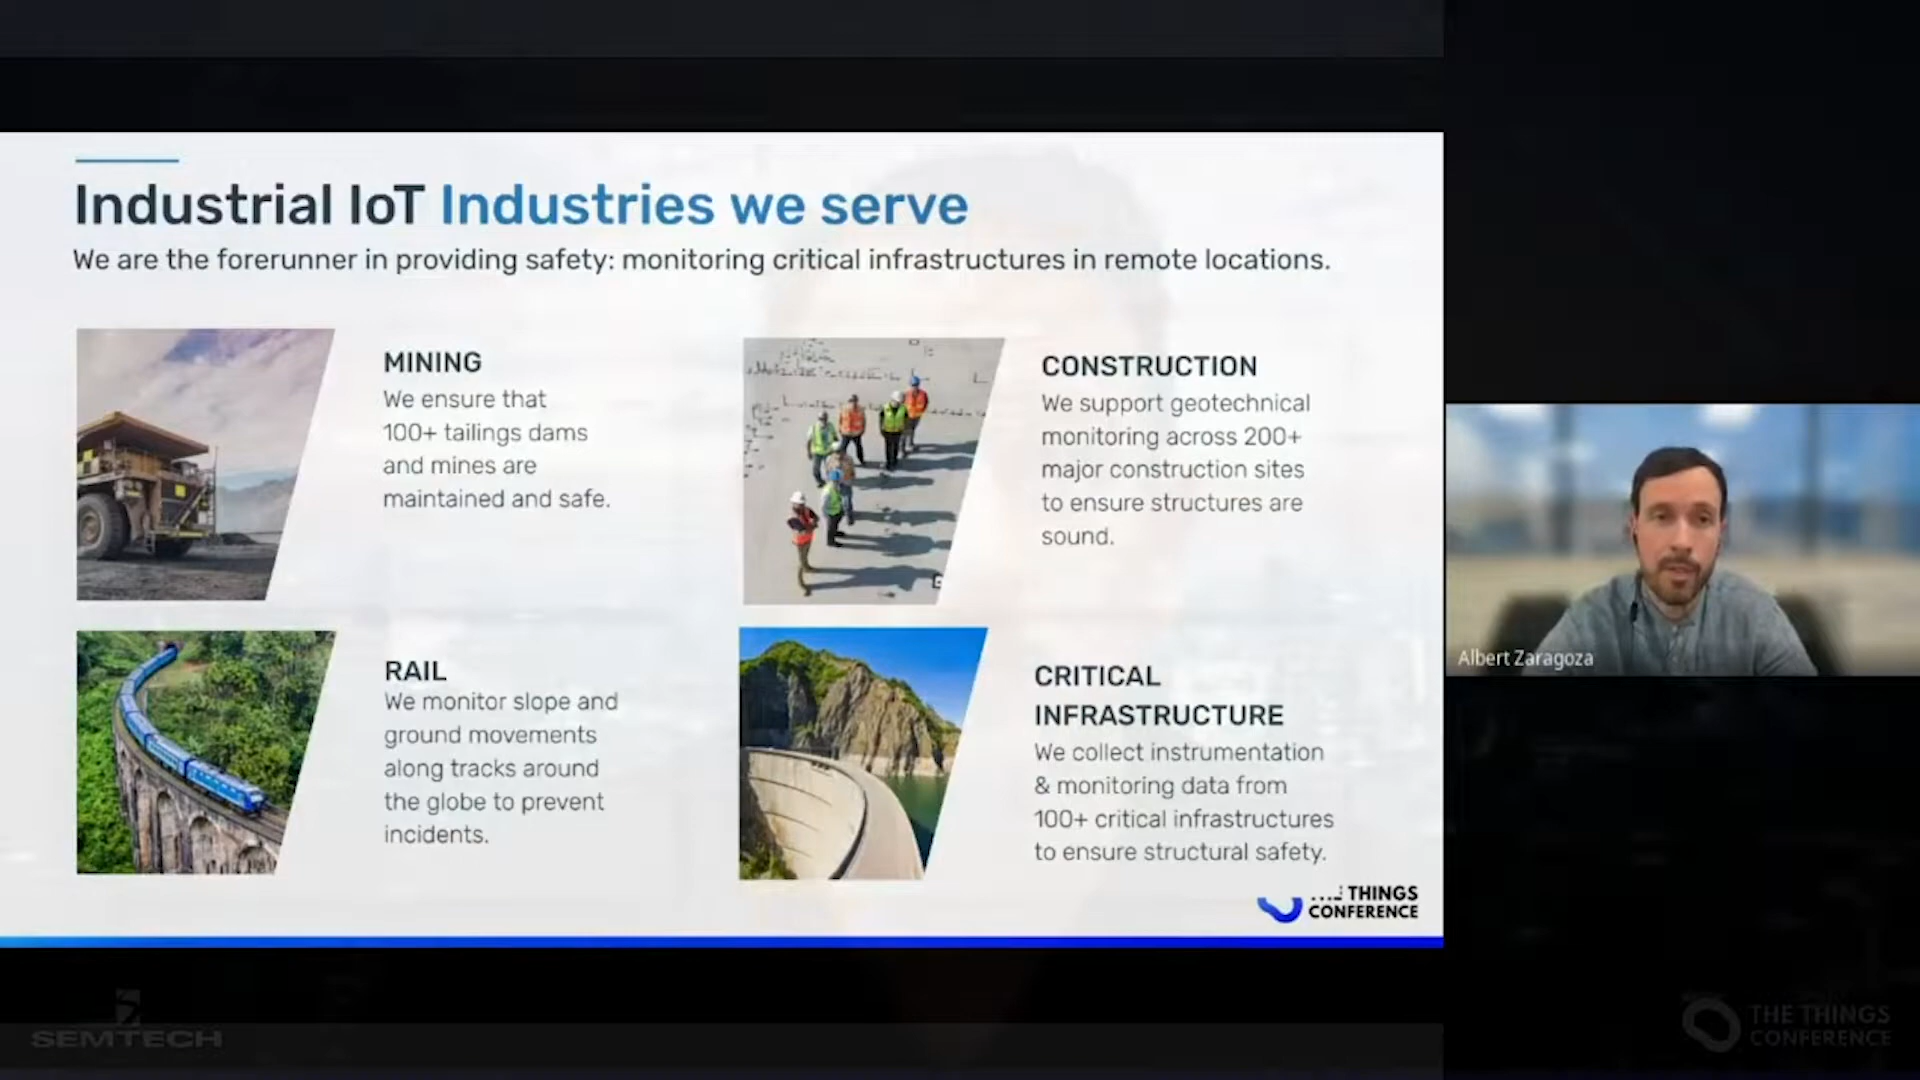 Industrial IoT Industries we serve
We are the forerunner in providing safety: monitoring critical infrastructures in remote locations.
MINING
We ensure that
100+ tailings dams
and mines are
maintained and safe.
CONSTRUCTION
We support geotechnical
monitoring across 200+
major construction sites
to ensure structures are
sound.
RAIL
We monitor slope and
ground movements
along tracks around
the globe to prevent
incidents.
CRITICAL
INFRASTRUCTURE
We collect instrumentation
& monitoring data from
100+ critical infrastructures
to ensure structural safety.
THE THINGS
CONFERENCE
Albert Zaragoza
SEMTECH
THE THINGS
CONFERENCE